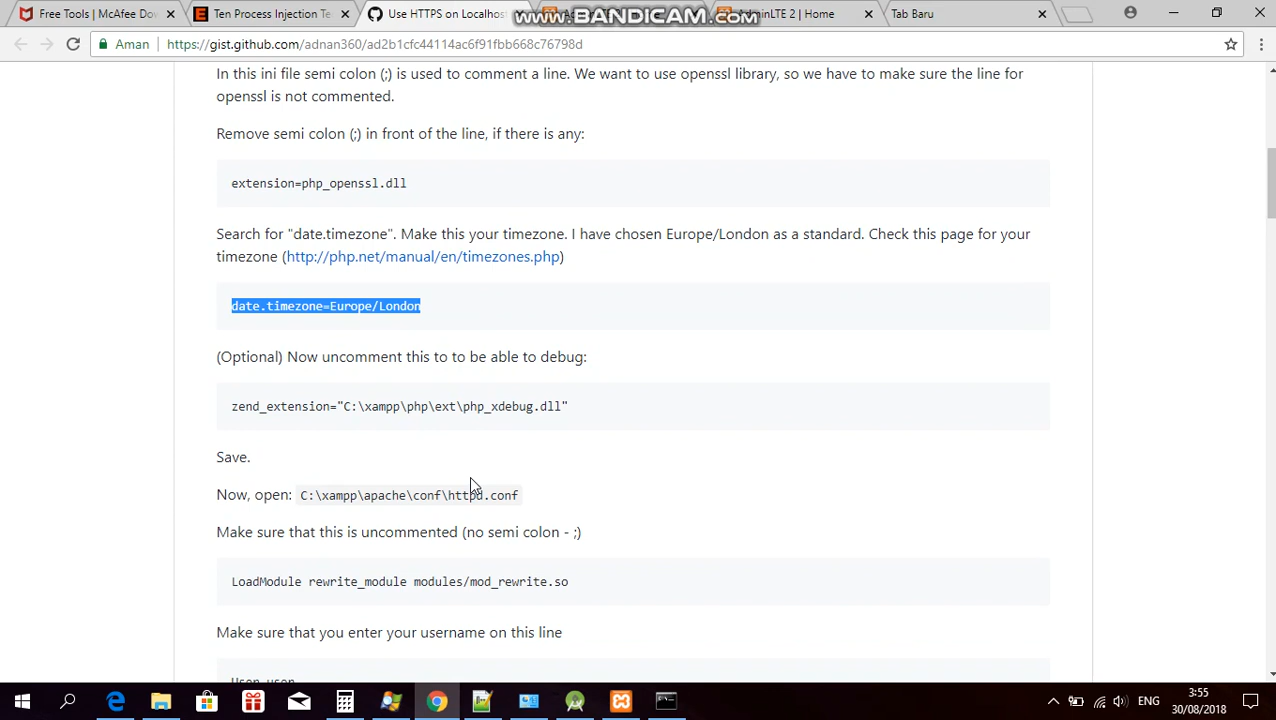 Free Tools | McAfee Do
Ten Process Injection Te
Use HTTPS on Localhos
www.BANDICAM.com
AdminLTE 2 | Home
Tab Baru
Aman
https://gist.github.com/adnan360/ad2b1cfc44114ac6f91fbb668c76798d
In this ini file semi colon (;) is used to comment a line. We want to use openssl library, so we have to make sure the line for
openssl is not commented.
Remove semi colon (;) in front of the line, if there is any:
extension=php_openssl.dll
Search for "date.timezone". Make this your timezone. I have chosen Europe/London as a standard. Check this page for your
timezone (http://php.net/manual/en/timezones.php)
date.timezone=Europe/London
(Optional) Now uncomment this to to be able to debug:
zend_extension="C:\xampp\php\ext\php_xdebug.dll"
Save.
Now, open: C:\xampp\apache\conf\httpd.conf
Make sure that this is uncommented (no semi colon - ;)
LoadModule rewrite_module modules/mod_rewrite.so
Make sure that you enter your username on this line
User user
ENG
3:55
30/08/2018